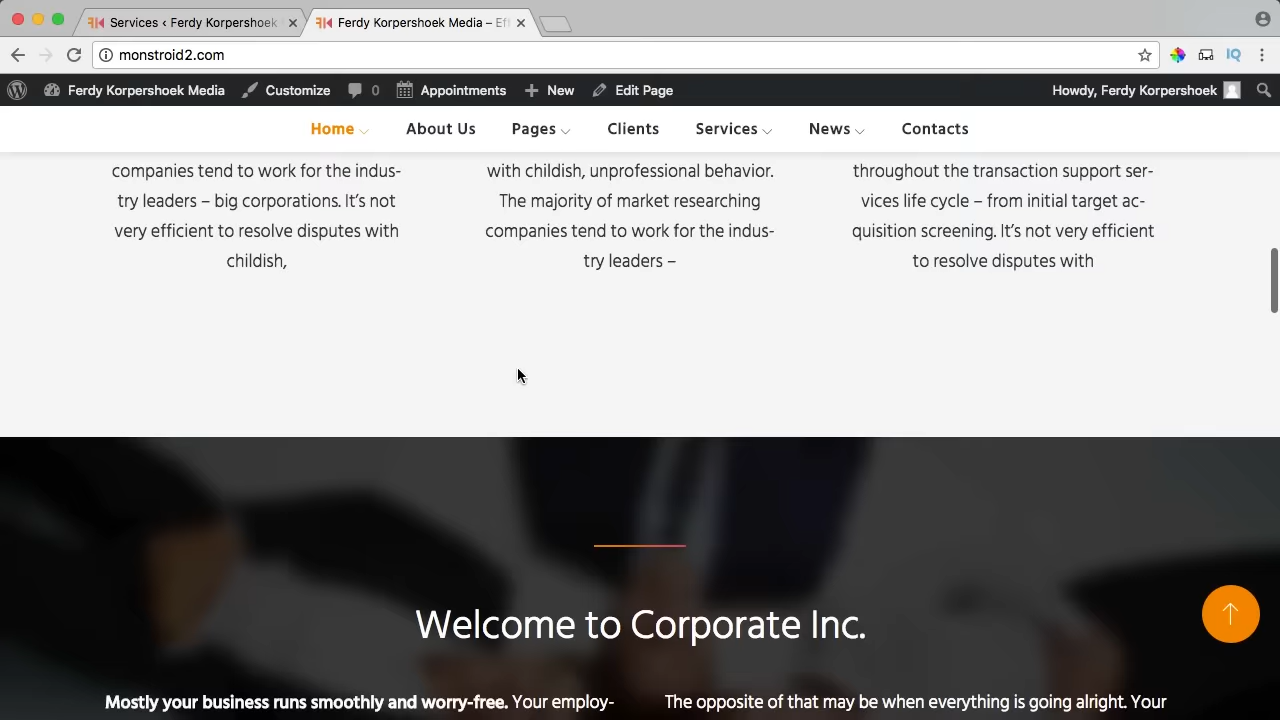 Services ‹ Ferdy Korpershoek
Ferdy Korpershoek Media – Eff
monstroid2.com
Ferdy Korpershoek Media
Customize
0
Appointments
New
Edit Page
Howdy, Ferdy Korpershoek
Home
About Us
Pages
Clients
Services
News
Contacts
companies tend to work for the indus-
try leaders – big corporations. It’s not
very efficient to resolve disputes with
childish,
with childish, unprofessional behavior.
The majority of market researching
companies tend to work for the indus-
try leaders –
throughout the transaction support ser-
vices life cycle – from initial target ac-
quisition screening. It’s not very efficient
to resolve disputes with
Welcome to Corporate Inc.
Mostly your business runs smoothly and worry-free. Your employ-
The opposite of that may be when everything is going alright. Your